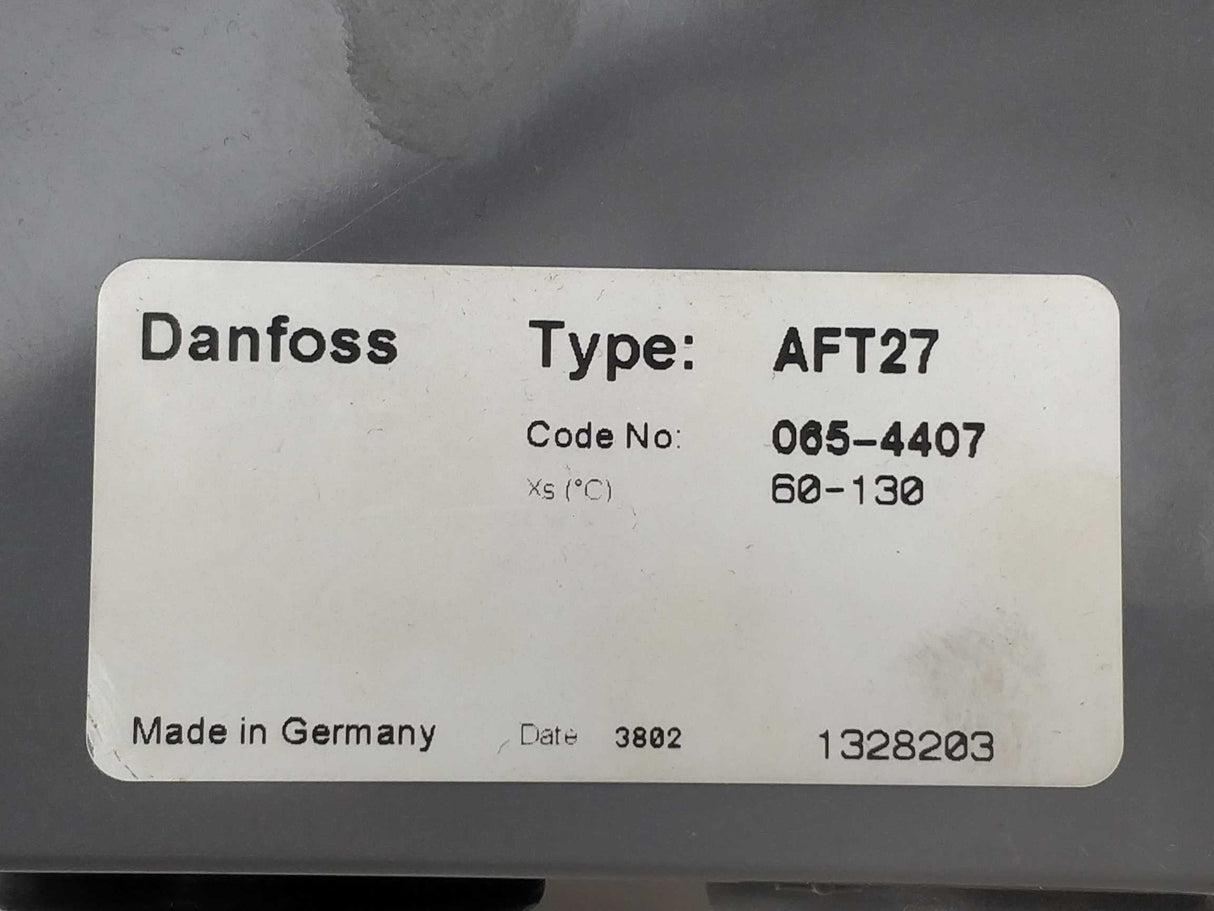 Danfoss Type: AFT27
Code No: 065-4407
Xs (°C) 60-130
Made in Germany Date 3802 1328203